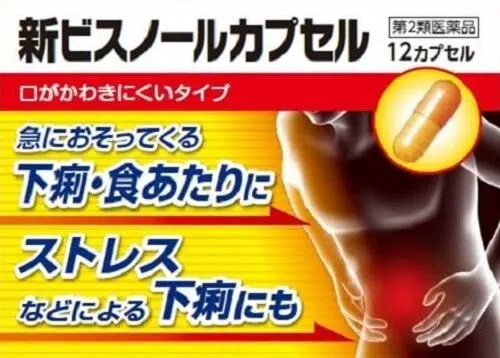 新ビスノールカプセル
第2類医薬品
12カプセル
口がかわきにくいタイプ
急におそってくる
下痢・食あたりに
ストレス
などによる下痢にも